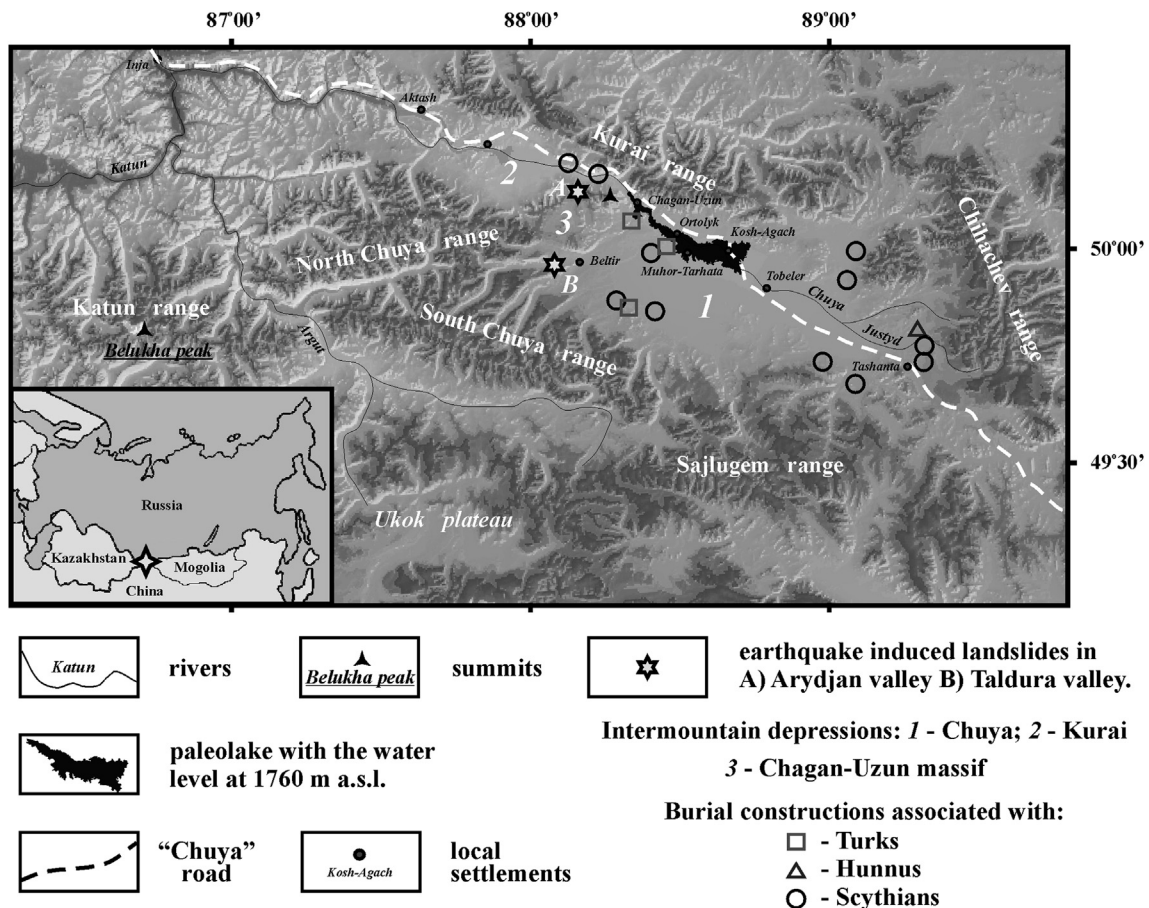 87°00’ 88°00’ 89°00’
Inja
Aktash
Katun
Kurai range
2
A
Chagan-Uzun
3
Ortolyk
Kosh-Agach
Chihachev range
North Chuya range
50°00’
Beltir
Muhor-Tarhata
B
Tobeler
Katun range
1
Chuya
Belukha peak
South Chuya range
Justyd
Argut
Tashanta
49°30’
Sajlugem range
Ukok plateau
Russia
Kazakhstan
Mogolia
China
Katun
rivers
Belukha peak
summits
earthquake induced landslides in
A) Arydjan valley B) Taldura valley.
paleolake with the water
level at 1760 m a.s.l.
Intermountain depressions: 1 - Chuya; 2 - Kurai
3 - Chagan-Uzun massif
“Chuya”
road
Kosh-Agach
local
settlements
Burial constructions associated with:
- Turks
- Hunnus
- Scythians